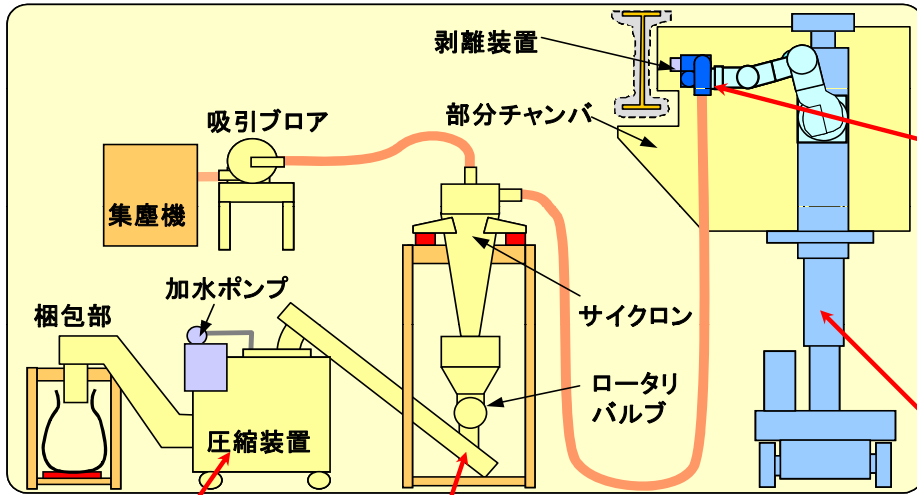 剥離装置
部分チャンバ
吸引ブロア
集塵機
加水ポンプ
サイクロン
梱包部
ロータリ
バルブ
圧縮装置